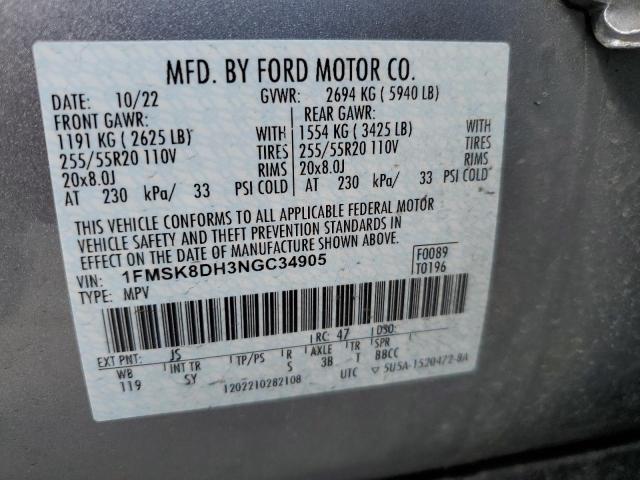 MFD. BY FORD MOTOR CO.
DATE: 10/22 GVWR: 2694 KG ( 5940 LB)
FRONT GAWR: REAR GAWR:
1191 KG ( 2625 LB) WITH 1554 KG ( 3425 LB) WITH
255/55R20 110V TIRES 255/55R20 110V TIRES
20x8.0J RIMS 20x8.0J RIMS
AT 230 kPa/ 33 PSI COLD AT 230 kPa/ 33 PSI COLD
THIS VEHICLE CONFORMS TO ALL APPLICABLE FEDERAL MOTOR
VEHICLE SAFETY AND THEFT PREVENTION STANDARDS IN
EFFECT ON THE DATE OF MANUFACTURE SHOWN ABOVE.
VIN: 1FMSK8DH3NGC34905 F0089
TYPE: MPV T0196
EXT PNT: JS RC: 47 DSO:
WB INT TR TP/PS R AXLE TR SPR
119 SY S 3B T 88CC
1202210282108 UTC ▽ 5U5A-1520472-BA